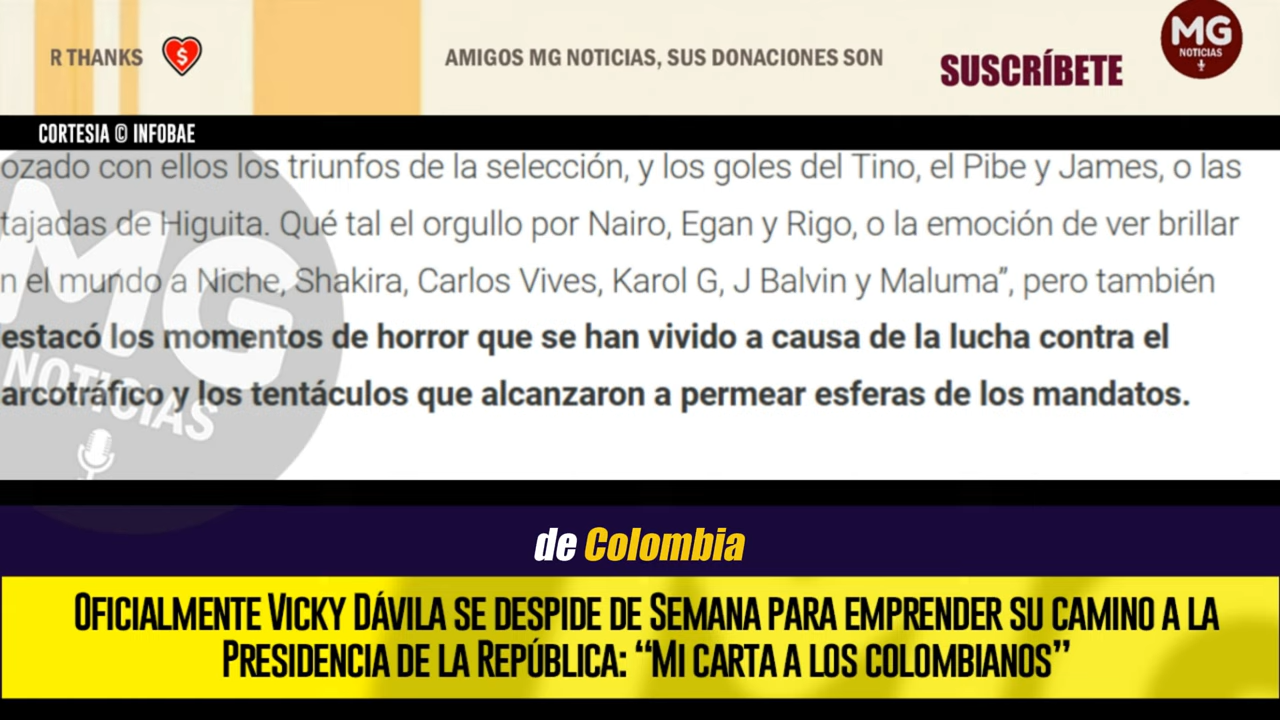 R THANKS
AMIGOS MG NOTICIAS, SUS DONACIONES SON
SUSCRÍBETE
MG
NOTICIAS
CORTESIA © INFOBAE
ozado con ellos los triunfos de la selección, y los goles del Tino, el Pibe y James, o las
tajadas de Higuita. Qué tal el orgullo por Nairo, Egan y Rigo, o la emoción de ver brillar
n el mundo a Niche, Shakira, Carlos Vives, Karol G, J Balvin y Maluma”, pero también
estacó los momentos de horror que se han vivido a causa de la lucha contra el
arcotráfico y los tentáculos que alcanzaron a permear esferas de los mandatos.
MG
NOTICIAS
de Colombia
Oficialmente Vicky Dávila se despide de Semana para emprender su camino a la
Presidencia de la República: “Mi carta a los colombianos”